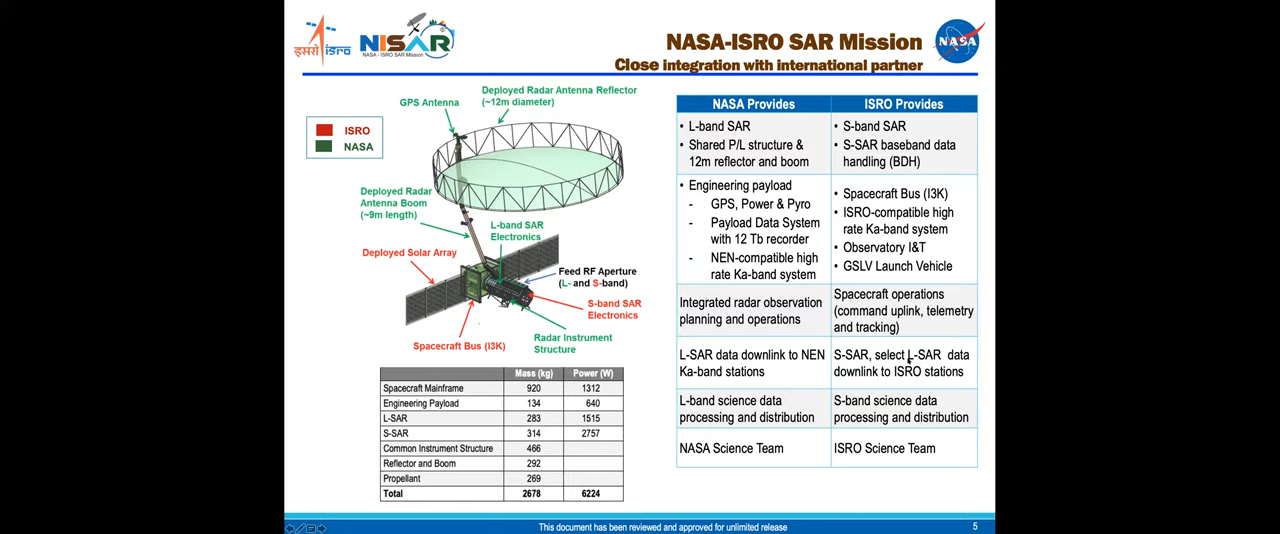 इसरो isro
NISAR
NASA - ISRO SAR Mission
NASA-ISRO SAR Mission
Close integration with international partner
NASA
ISRO
NASA
GPS Antenna
Deployed Radar Antenna Reflector
(~12m diameter)
Deployed Radar
Antenna Boom
(~9m length)
L-band SAR
Electronics
Deployed Solar Array
Feed RF Aperture
(L- and S-band)
S-band SAR
Electronics
Radar Instrument
Structure
Spacecraft Bus (I3K)
Mass (kg) Power (W)
Spacecraft Mainframe 920 1312
Engineering Payload 134 640
L-SAR 283 1515
S-SAR 314 2757
Common Instrument Structure 466
Reflector and Boom 292
Propellant 269
Total 2678 6224
NASA Provides ISRO Provides
• L-band SAR
• Shared P/L structure &
12m reflector and boom
• S-band SAR
• S-SAR baseband data
handling (BDH)
• Engineering payload
- GPS, Power & Pyro
- Payload Data System
with 12 Tb recorder
- NEN-compatible high
rate Ka-band system
• Spacecraft Bus (I3K)
• ISRO-compatible high
rate Ka-band system
• Observatory I&T
• GSLV Launch Vehicle
Integrated radar observation
planning and operations
Spacecraft operations
(command uplink, telemetry
and tracking)
L-SAR data downlink to NEN
Ka-band stations
S-SAR, select L-SAR data
downlink to ISRO stations
L-band science data
processing and distribution
S-band science data
processing and distribution
NASA Science Team
ISRO Science Team
This document has been reviewed and approved for unlimited release
5